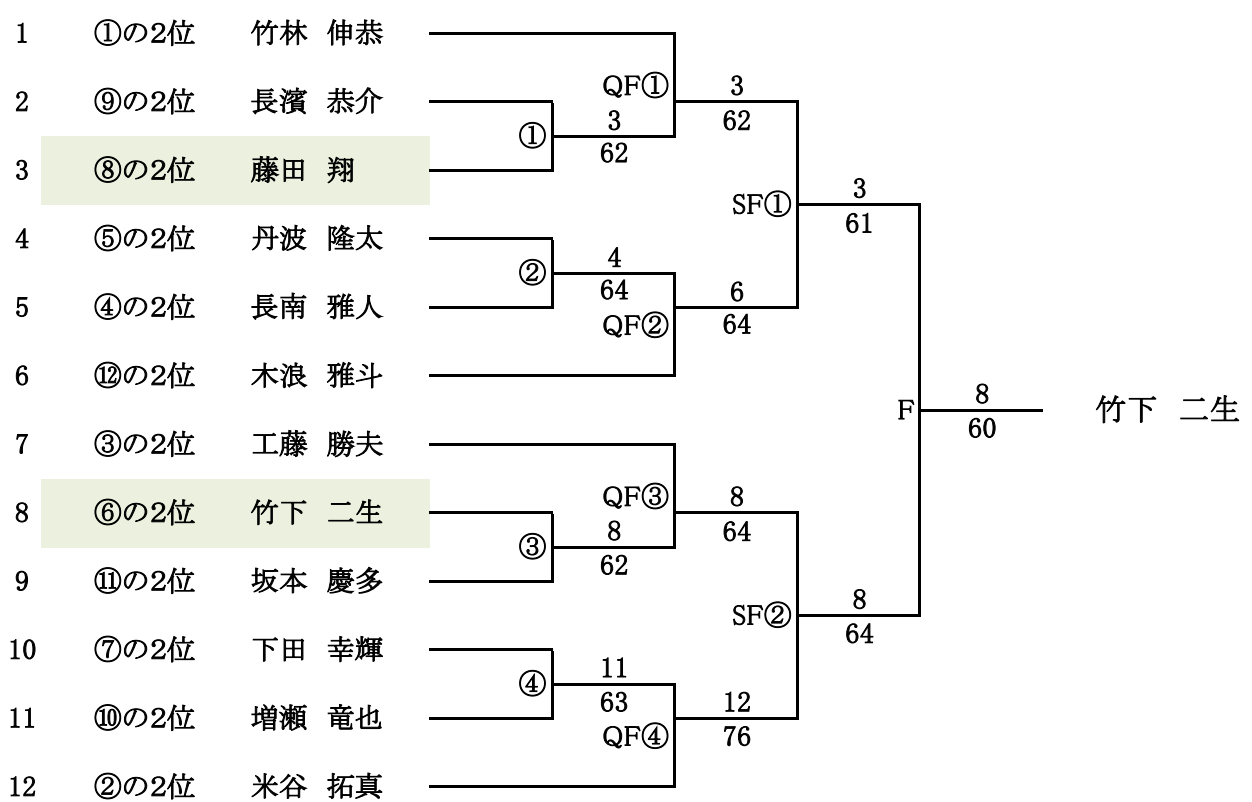 1 ①の2位 竹林 伸恭
QF① 3
2 ⑨の2位 長濱 恭介
① 3 62
62
3 ⑧の2位 藤田 翔
SF① 3
61
4 ⑤の2位 丹波 隆太
② 4
64 6
5 ④の2位 長南 雅人
QF② 64
6 ⑫の2位 木浪 雅斗
F 8 竹下 二生
60
7 ③の2位 工藤 勝夫
QF③ 8
8 ⑥の2位 竹下 二生
③ 8 64
62
9 ⑪の2位 坂本 慶多
SF② 8
64
10 ⑦の2位 下田 幸輝
④ 11
63 12
11 ⑩の2位 増瀬 竜也
QF④ 76
12 ②の2位 米谷 拓真